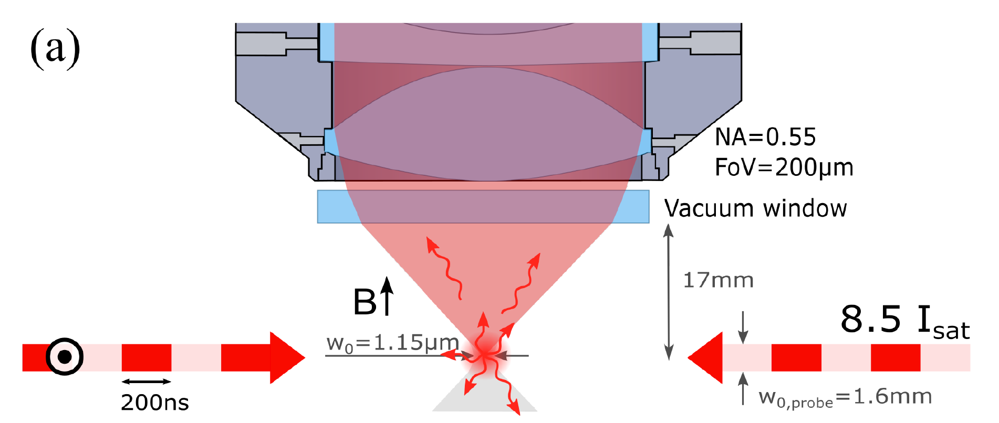 (a)
NA=0.55
FoV=200µm
Vacuum window
17mm
B
8.5 Isat
w0=1.15µm
200ns
w0,probe=1.6mm